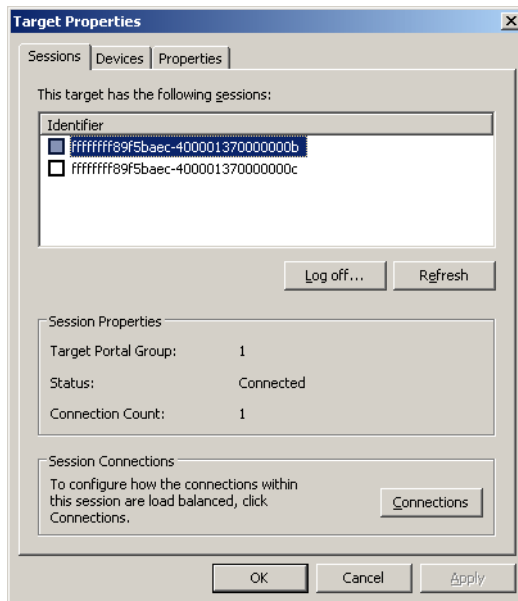 Target Properties
Sessions Devices Properties
This target has the following sessions:
Identifier
ffffffff89f5baec-400001370000000b
ffffffff89f5baec-400001370000000c
Log off... Refresh
Session Properties
Target Portal Group: 1
Status: Connected
Connection Count: 1
Session Connections
To configure how the connections within
this session are load balanced, click
Connections.
Connections
OK Cancel Apply